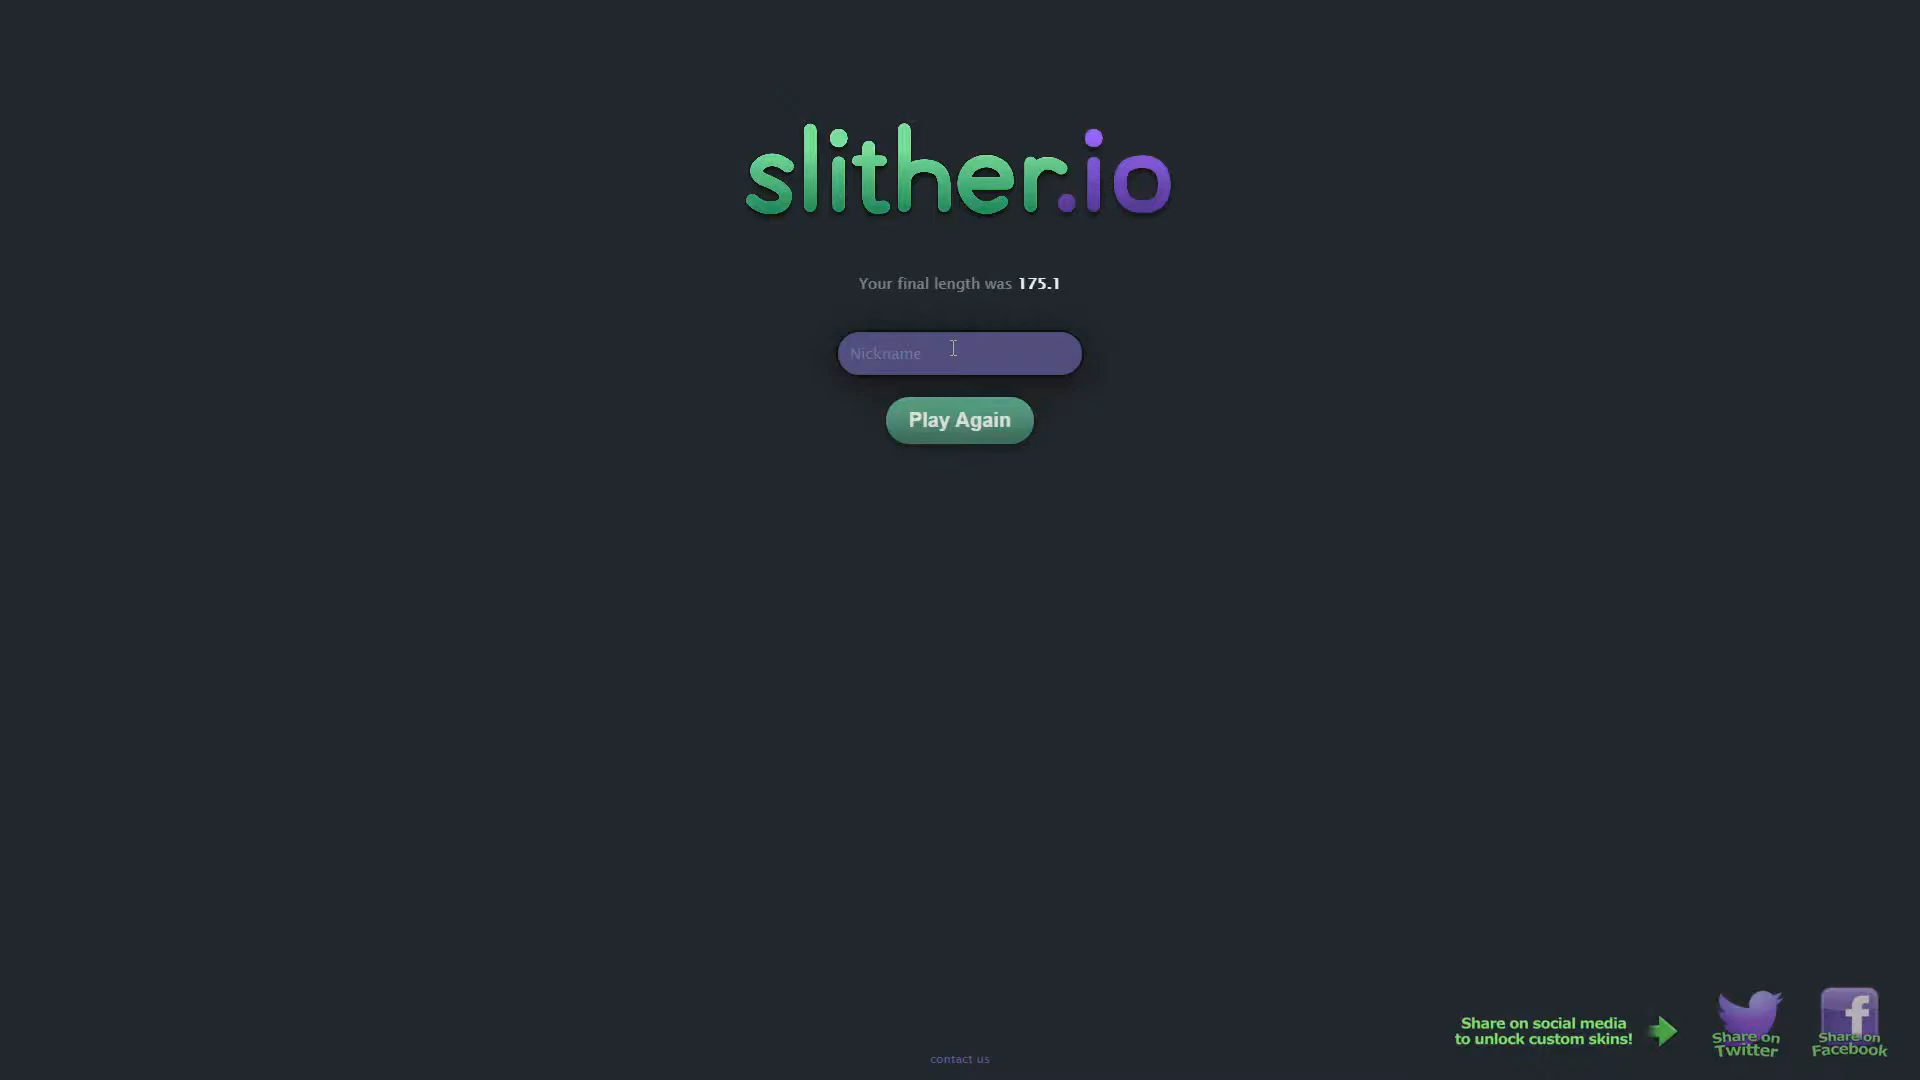 slither.io
Your final length was 175.1
Nickname
Play Again
Share on social media
to unlock custom skins!
Share on
Twitter
Share on
Facebook
contact us